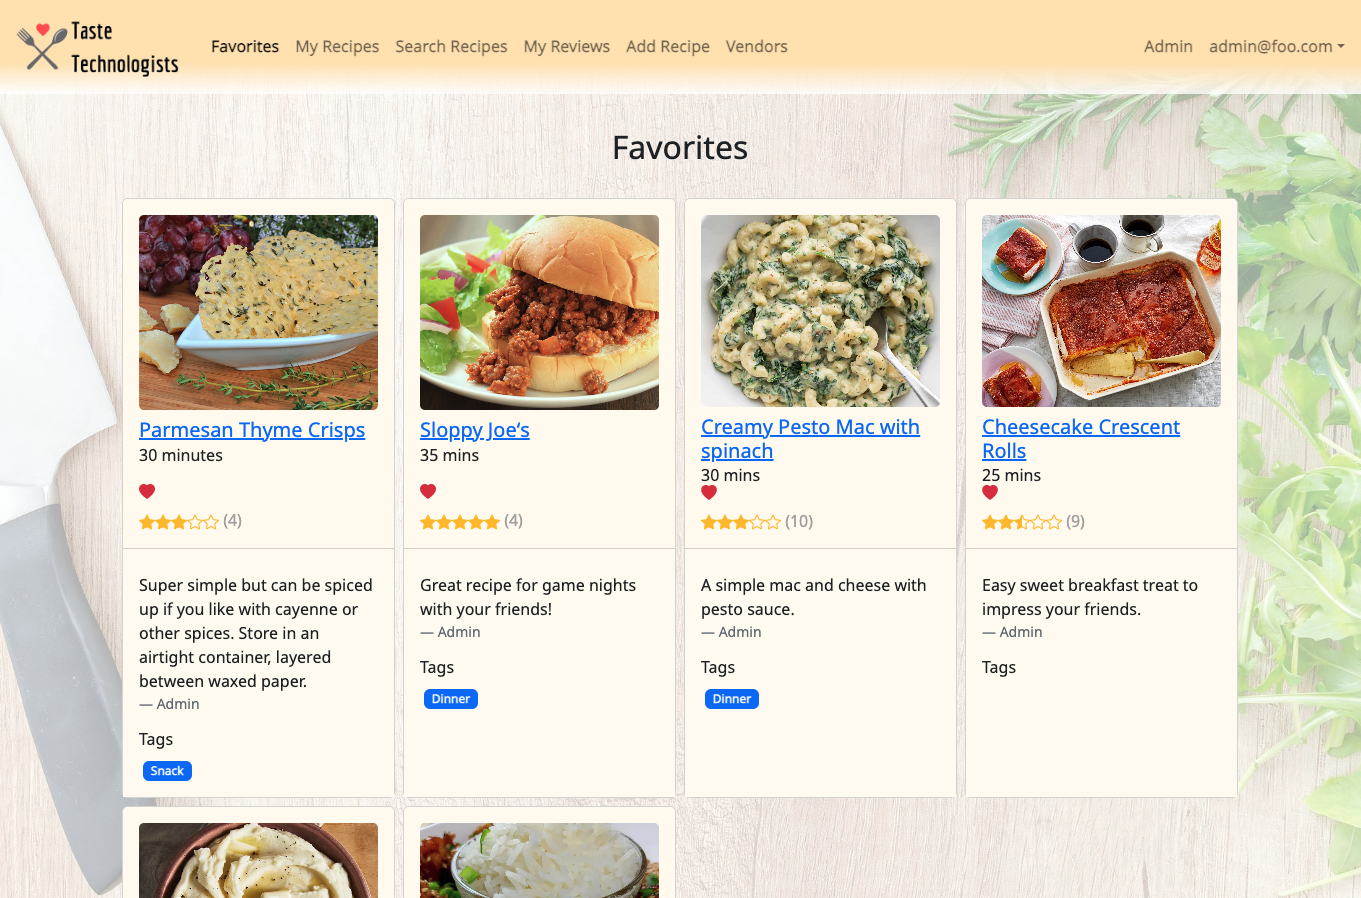 Taste
Technologists
Favorites My Recipes Search Recipes My Reviews Add Recipe Vendors Admin admin@foo.com
Favorites
Parmesan Thyme Crisps
30 minutes
(4)
Super simple but can be spiced
up if you like with cayenne or
other spices. Store in an
airtight container, layered
between waxed paper.
— Admin
Tags
Snack
Sloppy Joe’s
35 mins
(4)
Great recipe for game nights
with your friends!
— Admin
Tags
Dinner
Creamy Pesto Mac with
spinach
30 mins
(10)
A simple mac and cheese with
pesto sauce.
— Admin
Tags
Dinner
Cheesecake Crescent
Rolls
25 mins
(9)
Easy sweet breakfast treat to
impress your friends.
— Admin
Tags